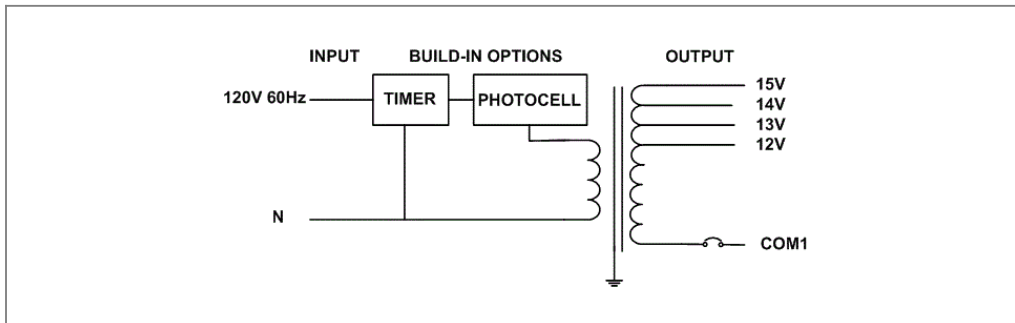 INPUT BUILD-IN OPTIONS OUTPUT
120V 60Hz TIMER PHOTOCELL 15V
14V
13V
12V
N
COM1